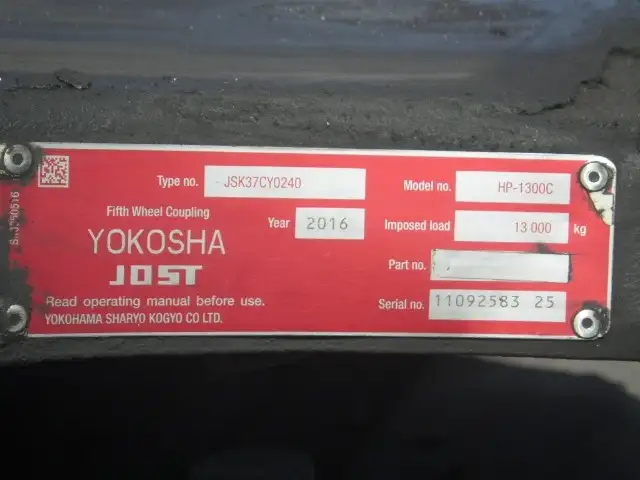 Type no. JSK37CY0240
Model no. HP-1300C
Fifth Wheel Coupling
Year 2016
Imposed load 13 000 kg
YOKOSHA
JOST
Part no.
Serial no. 11092583 25
Read operating manual before use.
YOKOHAMA SHARYO KOGYO CO LTD.